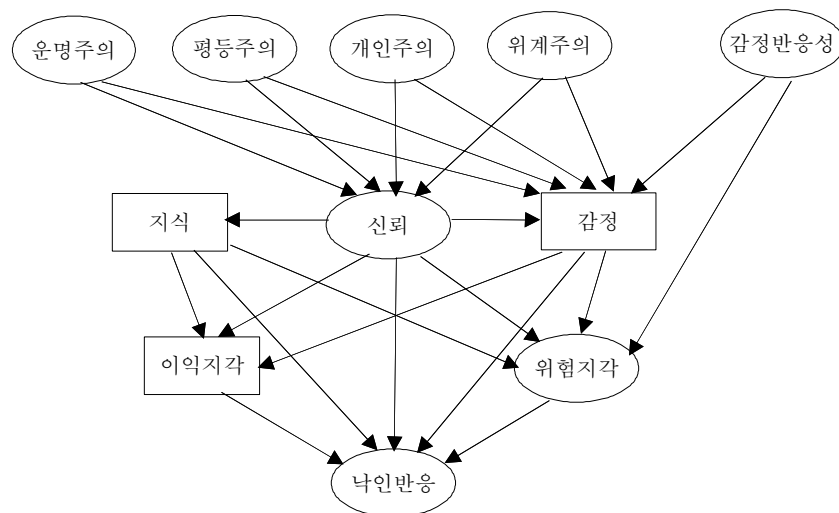 운명주의
평등주의
개인주의
위계주의
감정반응성
지식
신뢰
감정
이익지각
위험지각
낙인반응